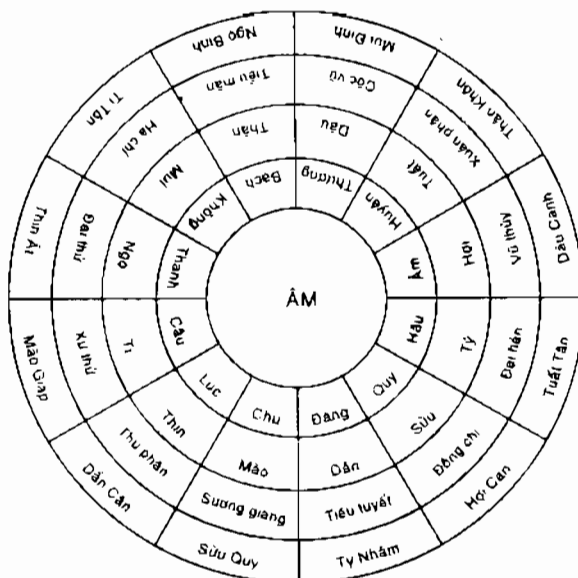 Ngọ Bính
Mùi Đinh
Thân Khôn
Dậu Canh
Tuất Tân
Hợi Càn
Tý Nhâm
Sửu Quý
Dần Cấn
Mão Giáp
Thìn Ất
Tị Tốn
Tiểu mãn
Cốc vũ
Xuân phân
Vũ thủy
Đại hàn
Đông chí
Tiểu tuyết
Sương giáng
Thu phân
Xử thử
Đại thử
Hạ chí
Thân
Dậu
Tuất
Hợi
Tý
Sửu
Dần
Mão
Thìn
Tị
Ngọ
Mùi
Bạch
Thường
Huyền
Âm
Hậu
Quý
Đằng
Chu
Lục
Câu
Thanh
Không
ÂM